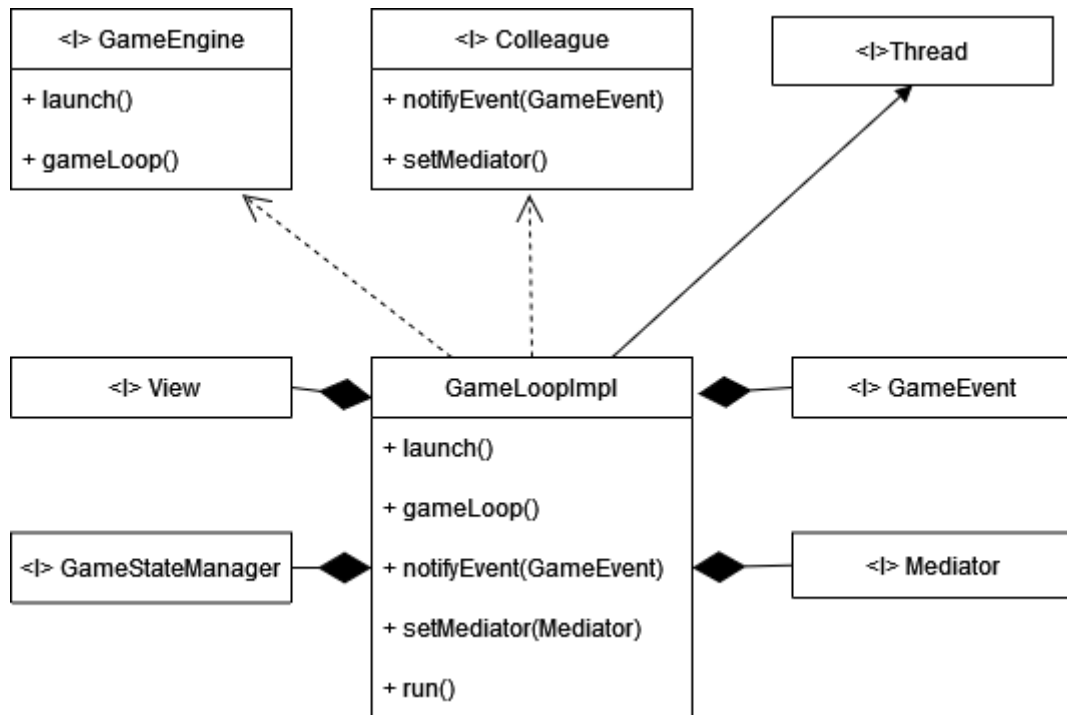 <I> GameEngine
+ launch()
+ gameLoop()
<I> Colleague
+ notifyEvent(GameEvent)
+ setMediator()
<I>Thread
<I> View
<I> GameStateManager
GameLoopImpl
+ launch()
+ gameLoop()
+ notifyEvent(GameEvent)
+ setMediator(Mediator)
+ run()
<I> GameEvent
<I> Mediator